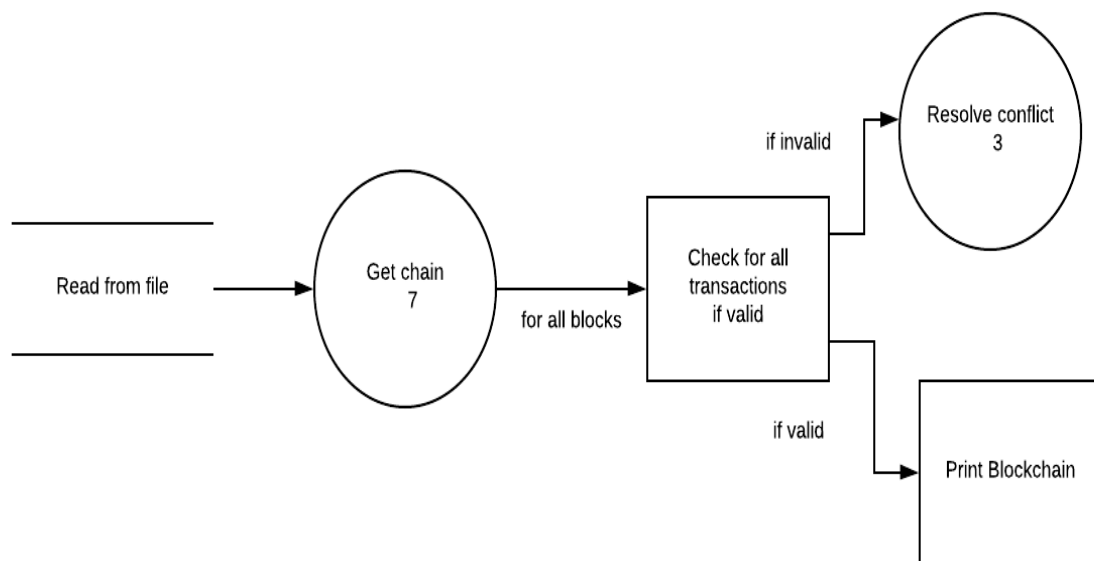 Read from file
Get chain
7
for all blocks
Check for all
transactions
if valid
if invalid
Resolve conflict
3
if valid
Print Blockchain